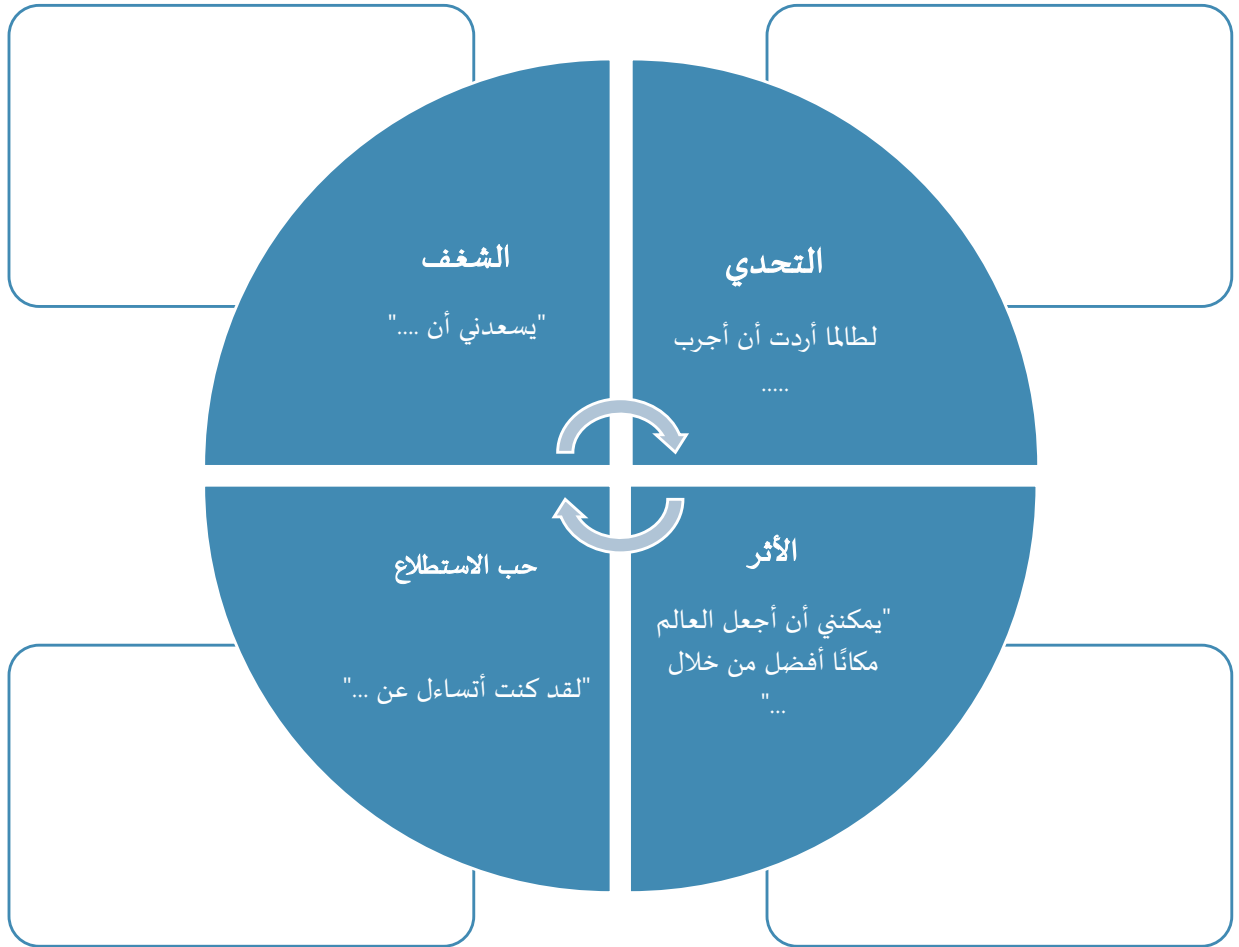 التحدي
لطالما أردت أن أجرب
.....
الشغف
"يسعدني أن ...."
الأثر
"يمكنني أن أجعل العالم
مكانًا أفضل من خلال
..."
حب الاستطلاع
"لقد كنت أتساءل عن ..."